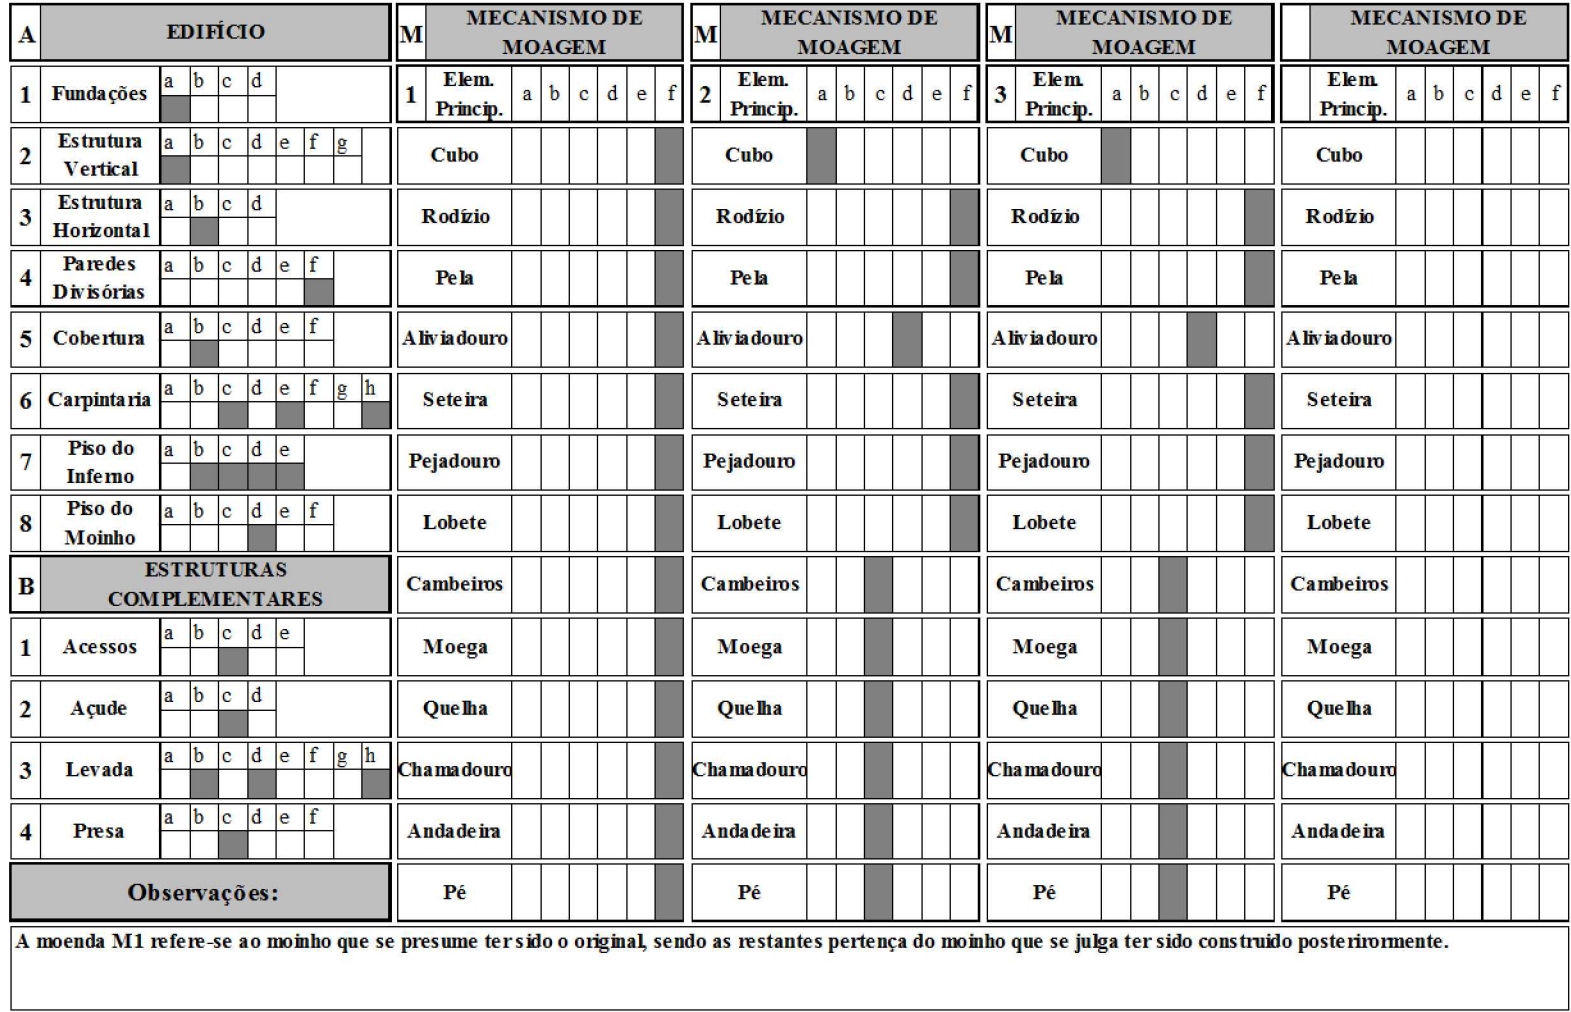 A EDIFÍCIO
1 Fundações a b c d
2 Estrutura Vertical a b c d e f g
3 Estrutura Horizontal a b c d
4 Paredes Divisórias a b c d e f
5 Cobertura a b c d e f
6 Carpintaria a b c d e f g h
7 Piso do Inferno a b c d e
8 Piso do Moinho a b c d e f
B ESTRUTURAS COMPLEMENTARES
1 Acessos a b c d e
2 Açude a b c d
3 Levada a b c d e f g h
4 Presa a b c d e f
Observações:
M MECANISMO DE MOAGEM
1 Elem. Princip. a b c d e f
Cubo
Rodízio
Pela
Aliviadouro
Seteira
Pejadouro
Lobete
Cambeiros
Moega
Quelha
Chamadouro
Andadeira
Pé
M MECANISMO DE MOAGEM
2 Elem. Princip. a b c d e f
Cubo
Rodízio
Pela
Aliviadouro
Seteira
Pejadouro
Lobete
Cambeiros
Moega
Quelha
Chamadouro
Andadeira
Pé
M MECANISMO DE MOAGEM
3 Elem. Princip. a b c d e f
Cubo
Rodízio
Pela
Aliviadouro
Seteira
Pejadouro
Lobete
Cambeiros
Moega
Quelha
Chamadouro
Andadeira
Pé
MECANISMO DE MOAGEM
Elem. Princip. a b c d e f
Cubo
Rodízio
Pela
Aliviadouro
Seteira
Pejadouro
Lobete
Cambeiros
Moega
Quelha
Chamadouro
Andadeira
Pé
A moenda M1 refere-se ao moinho que se presume ter sido o original, sendo as restantes pertença do moinho que se julga ter sido construido posterirormente.